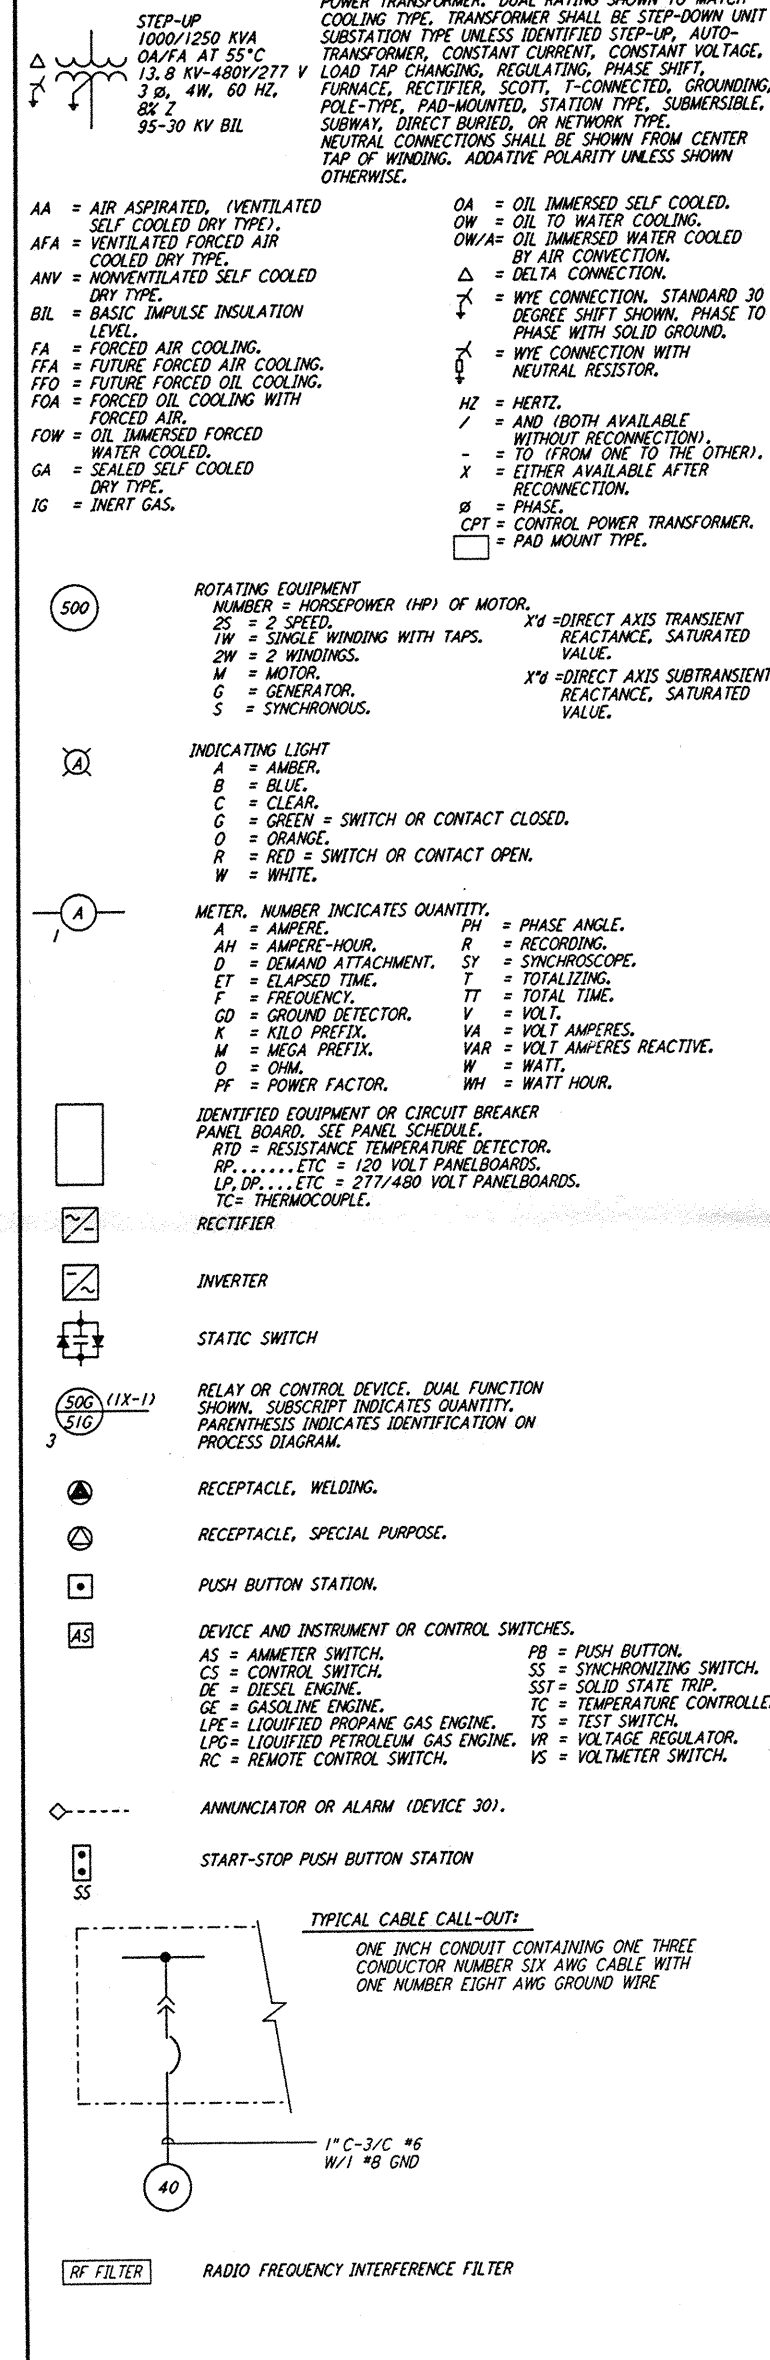 POWER TRANSFORMER. DUAL RATING SHOWN TO MATCH
COOLING TYPE. TRANSFORMER SHALL BE STEP-DOWN UNIT
SUBSTATION TYPE UNLESS IDENTIFIED STEP-UP, AUTO-
TRANSFORMER, CONSTANT CURRENT, CONSTANT VOLTAGE,
LOAD TAP CHANGING, REGULATING, PHASE SHIFT,
FURNACE, RECTIFIER, SCOTT, T-CONNECTED, GROUNDING,
POLE-TYPE, PAD-MOUNTED, STATION TYPE, SUBMERSIBLE,
SUBWAY, DIRECT BURIED, OR NETWORK TYPE.
NEUTRAL CONNECTIONS SHALL BE SHOWN FROM CENTER
TAP OF WINDING. ADDATIVE POLARITY UNLESS SHOWN
OTHERWISE.
STEP-UP
1000/1250 KVA
OA/FA AT 55°C
13.8 KV-480Y/277 V
3 Ø, 4W, 60 HZ,
8% Z
95-30 KV BIL
AA = AIR ASPIRATED, (VENTILATED
SELF COOLED DRY TYPE).
AFA = VENTILATED FORCED AIR
COOLED DRY TYPE.
ANV = NONVENTILATED SELF COOLED
DRY TYPE.
BIL = BASIC IMPULSE INSULATION
LEVEL.
FA = FORCED AIR COOLING.
FFA = FUTURE FORCED AIR COOLING.
FFO = FUTURE FORCED OIL COOLING.
FOA = FORCED OIL COOLING WITH
FORCED AIR.
FOW = OIL IMMERSED FORCED
WATER COOLED.
GA = SEALED SELF COOLED
DRY TYPE.
IG = INERT GAS.
OA = OIL IMMERSED SELF COOLED.
OW = OIL TO WATER COOLING.
OW/A= OIL IMMERSED WATER COOLED
BY AIR CONVECTION.
Δ = DELTA CONNECTION.
= WYE CONNECTION. STANDARD 30
DEGREE SHIFT SHOWN. PHASE TO
PHASE WITH SOLID GROUND.
= WYE CONNECTION WITH
NEUTRAL RESISTOR.
HZ = HERTZ.
/ = AND (BOTH AVAILABLE
WITHOUT RECONNECTION).
- = TO (FROM ONE TO THE OTHER).
X = EITHER AVAILABLE AFTER
RECONNECTION.
Ø = PHASE.
CPT = CONTROL POWER TRANSFORMER.
= PAD MOUNT TYPE.
500
ROTATING EQUIPMENT
NUMBER = HORSEPOWER (HP) OF MOTOR.
2S = 2 SPEED.
1W = SINGLE WINDING WITH TAPS.
2W = 2 WINDINGS.
M = MOTOR.
G = GENERATOR.
S = SYNCHRONOUS.
X'd =DIRECT AXIS TRANSIENT
REACTANCE, SATURATED
VALUE.
X"d =DIRECT AXIS SUBTRANSIENT
REACTANCE, SATURATED
VALUE.
A
INDICATING LIGHT
A = AMBER.
B = BLUE.
C = CLEAR.
G = GREEN = SWITCH OR CONTACT CLOSED.
O = ORANGE.
R = RED = SWITCH OR CONTACT OPEN.
W = WHITE.
A
1
METER. NUMBER INCICATES QUANTITY.
A = AMPERE.
AH = AMPERE-HOUR.
D = DEMAND ATTACHMENT.
ET = ELAPSED TIME.
F = FREQUENCY.
GD = GROUND DETECTOR.
K = KILO PREFIX.
M = MEGA PREFIX.
O = OHM.
PF = POWER FACTOR.
PH = PHASE ANGLE.
R = RECORDING.
SY = SYNCHROSCOPE.
T = TOTALIZING.
TT = TOTAL TIME.
V = VOLT.
VA = VOLT AMPERES.
VAR = VOLT AMPERES REACTIVE.
W = WATT.
WH = WATT HOUR.
IDENTIFIED EQUIPMENT OR CIRCUIT BREAKER
PANEL BOARD. SEE PANEL SCHEDULE.
RTD = RESISTANCE TEMPERATURE DETECTOR.
RP.......ETC = 120 VOLT PANELBOARDS.
LP,DP....ETC = 277/480 VOLT PANELBOARDS.
TC= THERMOCOUPLE.
RECTIFIER
INVERTER
STATIC SWITCH
50G (1X-1)
51G
3
RELAY OR CONTROL DEVICE. DUAL FUNCTION
SHOWN. SUBSCRIPT INDICATES QUANTITY.
PARENTHESIS INDICATES IDENTIFICATION ON
PROCESS DIAGRAM.
RECEPTACLE, WELDING.
RECEPTACLE, SPECIAL PURPOSE.
PUSH BUTTON STATION.
AS
DEVICE AND INSTRUMENT OR CONTROL SWITCHES.
AS = AMMETER SWITCH.
CS = CONTROL SWITCH.
DE = DIESEL ENGINE.
GE = GASOLINE ENGINE.
LPE= LIQUIFIED PROPANE GAS ENGINE.
LPG= LIQUIFIED PETROLEUM GAS ENGINE.
RC = REMOTE CONTROL SWITCH.
PB = PUSH BUTTON.
SS = SYNCHRONIZING SWITCH.
SST= SOLID STATE TRIP.
TC = TEMPERATURE CONTROLLE
TS = TEST SWITCH.
VR = VOLTAGE REGULATOR.
VS = VOLTMETER SWITCH.
ANNUNCIATOR OR ALARM (DEVICE 30).
SS
START-STOP PUSH BUTTON STATION
TYPICAL CABLE CALL-OUT:
ONE INCH CONDUIT CONTAINING ONE THREE
CONDUCTOR NUMBER SIX AWG CABLE WITH
ONE NUMBER EIGHT AWG GROUND WIRE
1" C-3/C #6
W/1 #8 GND
40
RF FILTER
RADIO FREQUENCY INTERFERENCE FILTER